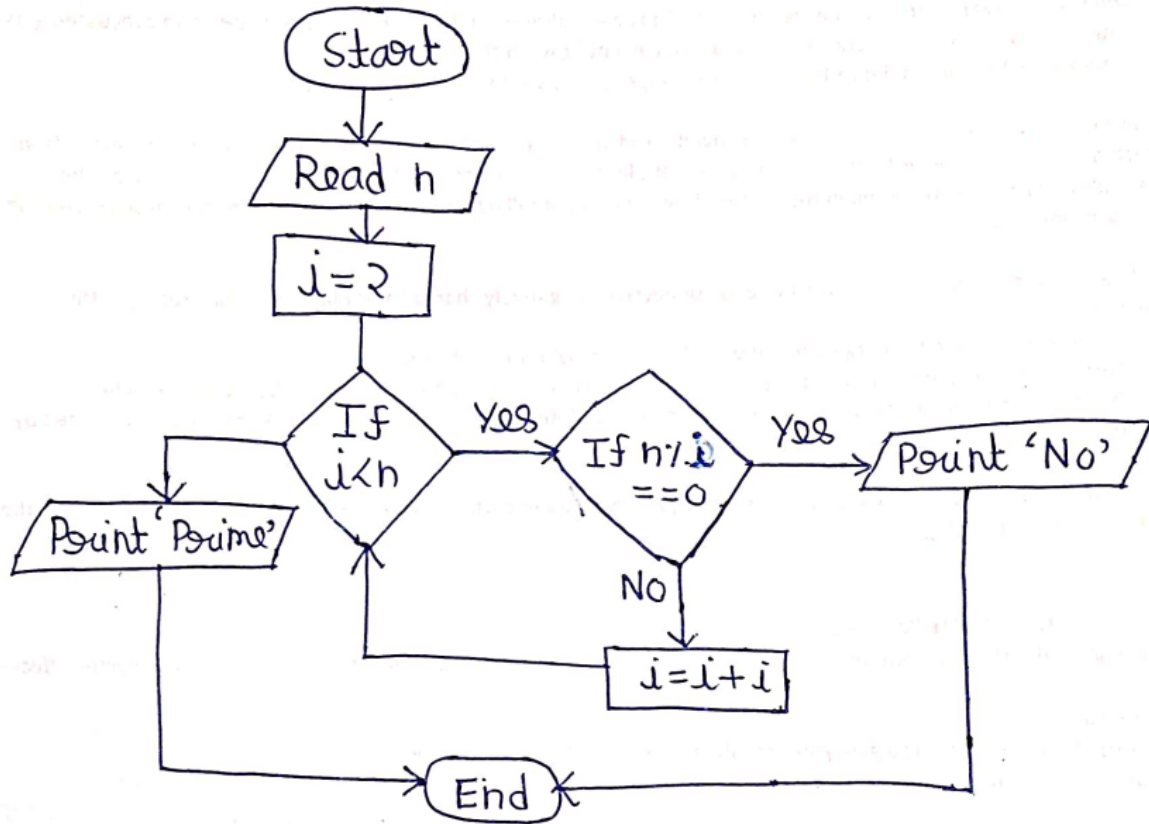 Start
Read n
i=2
If
i<n
Yes
If n%i
==0
Yes
Print 'No'
Print 'Prime'
NO
i=i+i
End